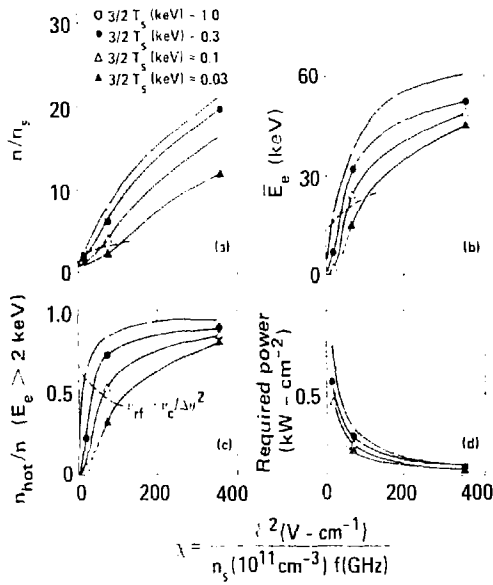 ○ 3/2 T_s (keV) - 1.0
● 3/2 T_s (keV) - 0.3
△ 3/2 T_s (keV) = 0.1
▲ 3/2 T_s (keV) = 0.03
n/n_s
30
20
10
0
(a)
Ē_e (keV)
60
30
0
(b)
n_hot/n (E_e > 2 keV)
1.0
0.5
0
(c)
0 200 400
Required power
(kW - cm⁻²)
0.5
(d)
0 200 400
²(V - cm⁻¹)
n_s(10¹¹cm⁻³) f(GHz)